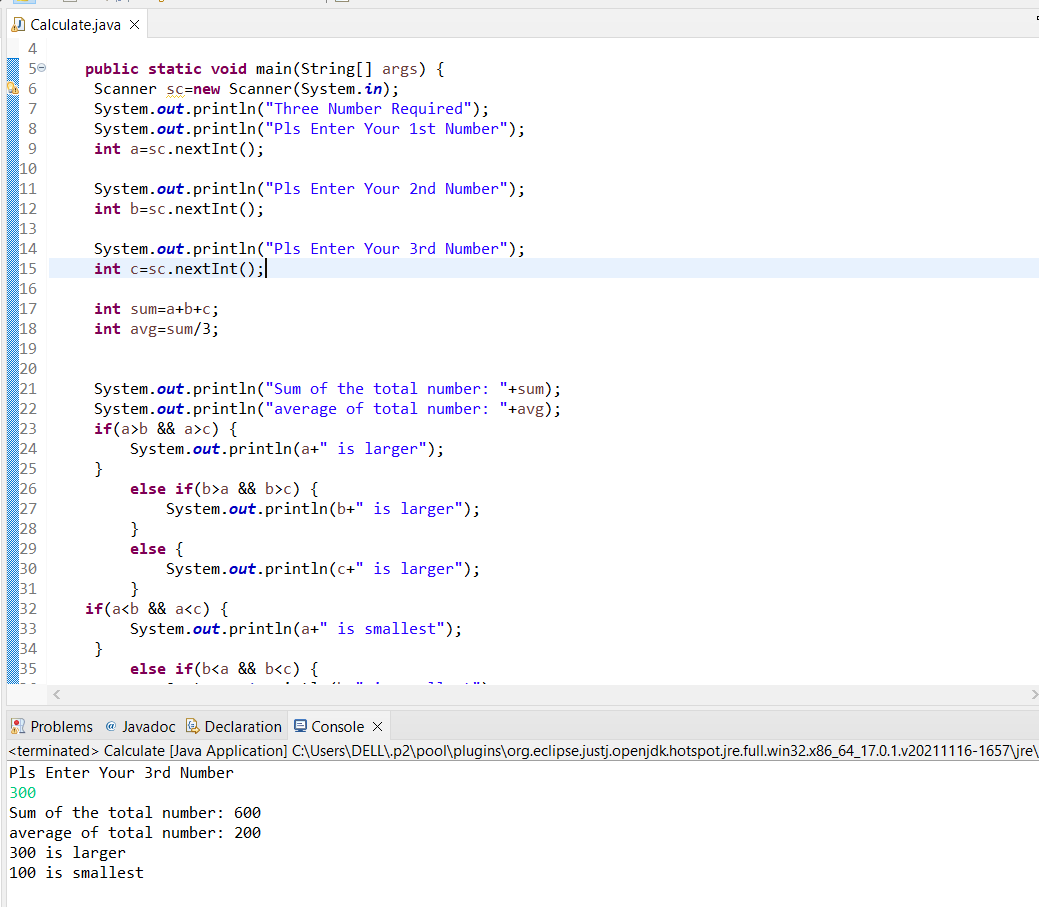 Calculate.java
4
5 public static void main(String[] args) {
6 Scanner sc=new Scanner(System.in);
7 System.out.println("Three Number Required");
8 System.out.println("Pls Enter Your 1st Number");
9 int a=sc.nextInt();
10
11 System.out.println("Pls Enter Your 2nd Number");
12 int b=sc.nextInt();
13
14 System.out.println("Pls Enter Your 3rd Number");
15 int c=sc.nextInt();
16
17 int sum=a+b+c;
18 int avg=sum/3;
19
20
21 System.out.println("Sum of the total number: "+sum);
22 System.out.println("average of total number: "+avg);
23 if(a>b && a>c) {
24 System.out.println(a+" is larger");
25 }
26 else if(b>a && b>c) {
27 System.out.println(b+" is larger");
28 }
29 else {
30 System.out.println(c+" is larger");
31 }
32 if(a<b && a<c) {
33 System.out.println(a+" is smallest");
34 }
35 else if(b<a && b<c) {
Problems @ Javadoc Declaration Console
<terminated> Calculate [Java Application] C:\Users\DELL\.p2\pool\plugins\org.eclipse.justj.openjdk.hotspot.jre.full.win32.x86_64_17.0.1.v20211116-1657\jre\
Pls Enter Your 3rd Number
300
Sum of the total number: 600
average of total number: 200
300 is larger
100 is smallest